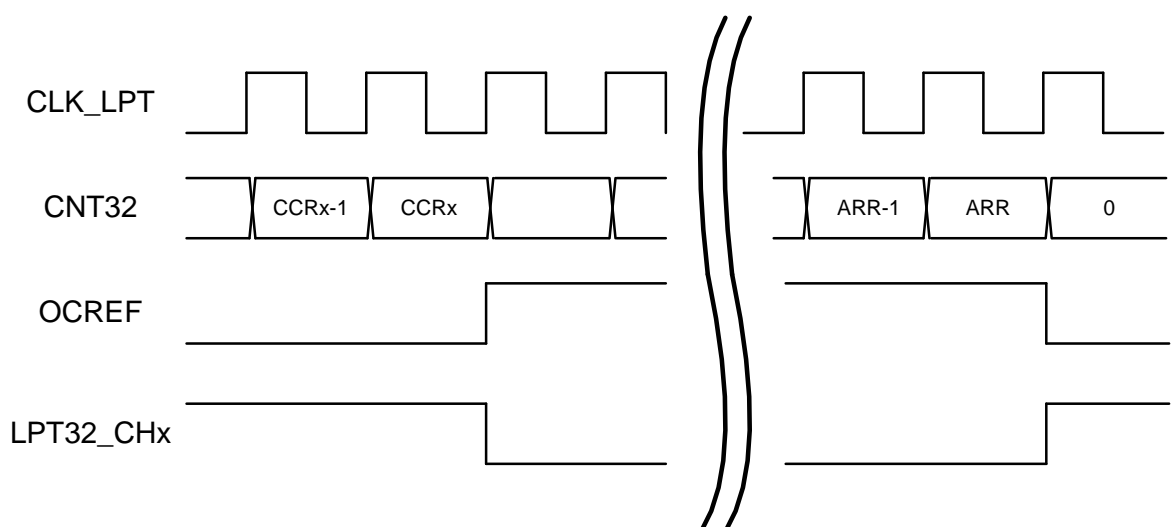 CLK_LPT
CNT32 CCRx-1 CCRx ARR-1 ARR 0
OCREF
LPT32_CHx